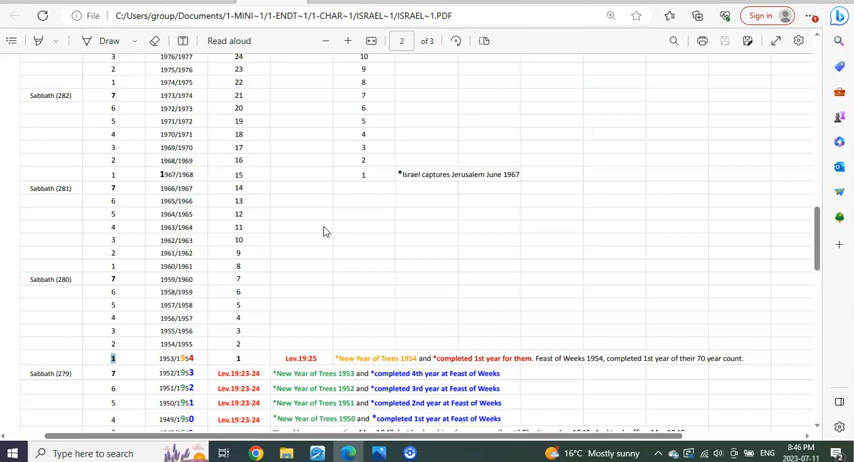 File C:/Users/group/Documents/1-MINI~1/1-ENDT~1/1-CHAR~1/ISRAEL~1/ISRAEL~1.PDF Sign in
Draw Read aloud 2 of 3
3 1976/1977 24 10
2 1975/1976 23 9
1 1974/1975 22 8
Sabbath (282) 7 1973/1974 21 7
6 1972/1973 20 6
5 1971/1972 19 5
4 1970/1971 18 4
3 1969/1970 17 3
2 1968/1969 16 2
1 1967/1968 15 1 *Israel captures Jerusalem June 1967
Sabbath (281) 7 1966/1967 14
6 1965/1966 13
5 1964/1965 12
4 1963/1964 11
3 1962/1963 10
2 1961/1962 9
1 1960/1961 8
Sabbath (280) 7 1959/1960 7
6 1958/1959 6
5 1957/1958 5
4 1956/1957 4
3 1955/1956 3
2 1954/1955 2
1 1953/1954 1 Lev.19:25 *New Year of Trees 1954 and *completed 1st year for them. Feast of Weeks 1954, completed 1st year of their 70 year count.
Sabbath (279) 7 1952/1953 Lev.19:23-24 *New Year of Trees 1953 and *completed 4th year at Feast of Weeks
6 1951/1952 Lev.19:23-24 *New Year of Trees 1952 and *completed 3rd year at Feast of Weeks
5 1950/1951 Lev.19:23-24 *New Year of Trees 1951 and *completed 2nd year at Feast of Weeks
4 1949/1950 Lev.19:23-24 *New Year of Trees 1950 and *completed 1st year at Feast of Weeks
Type here to search 16°C Mostly sunny ENG 8:46 PM
2023-07-11